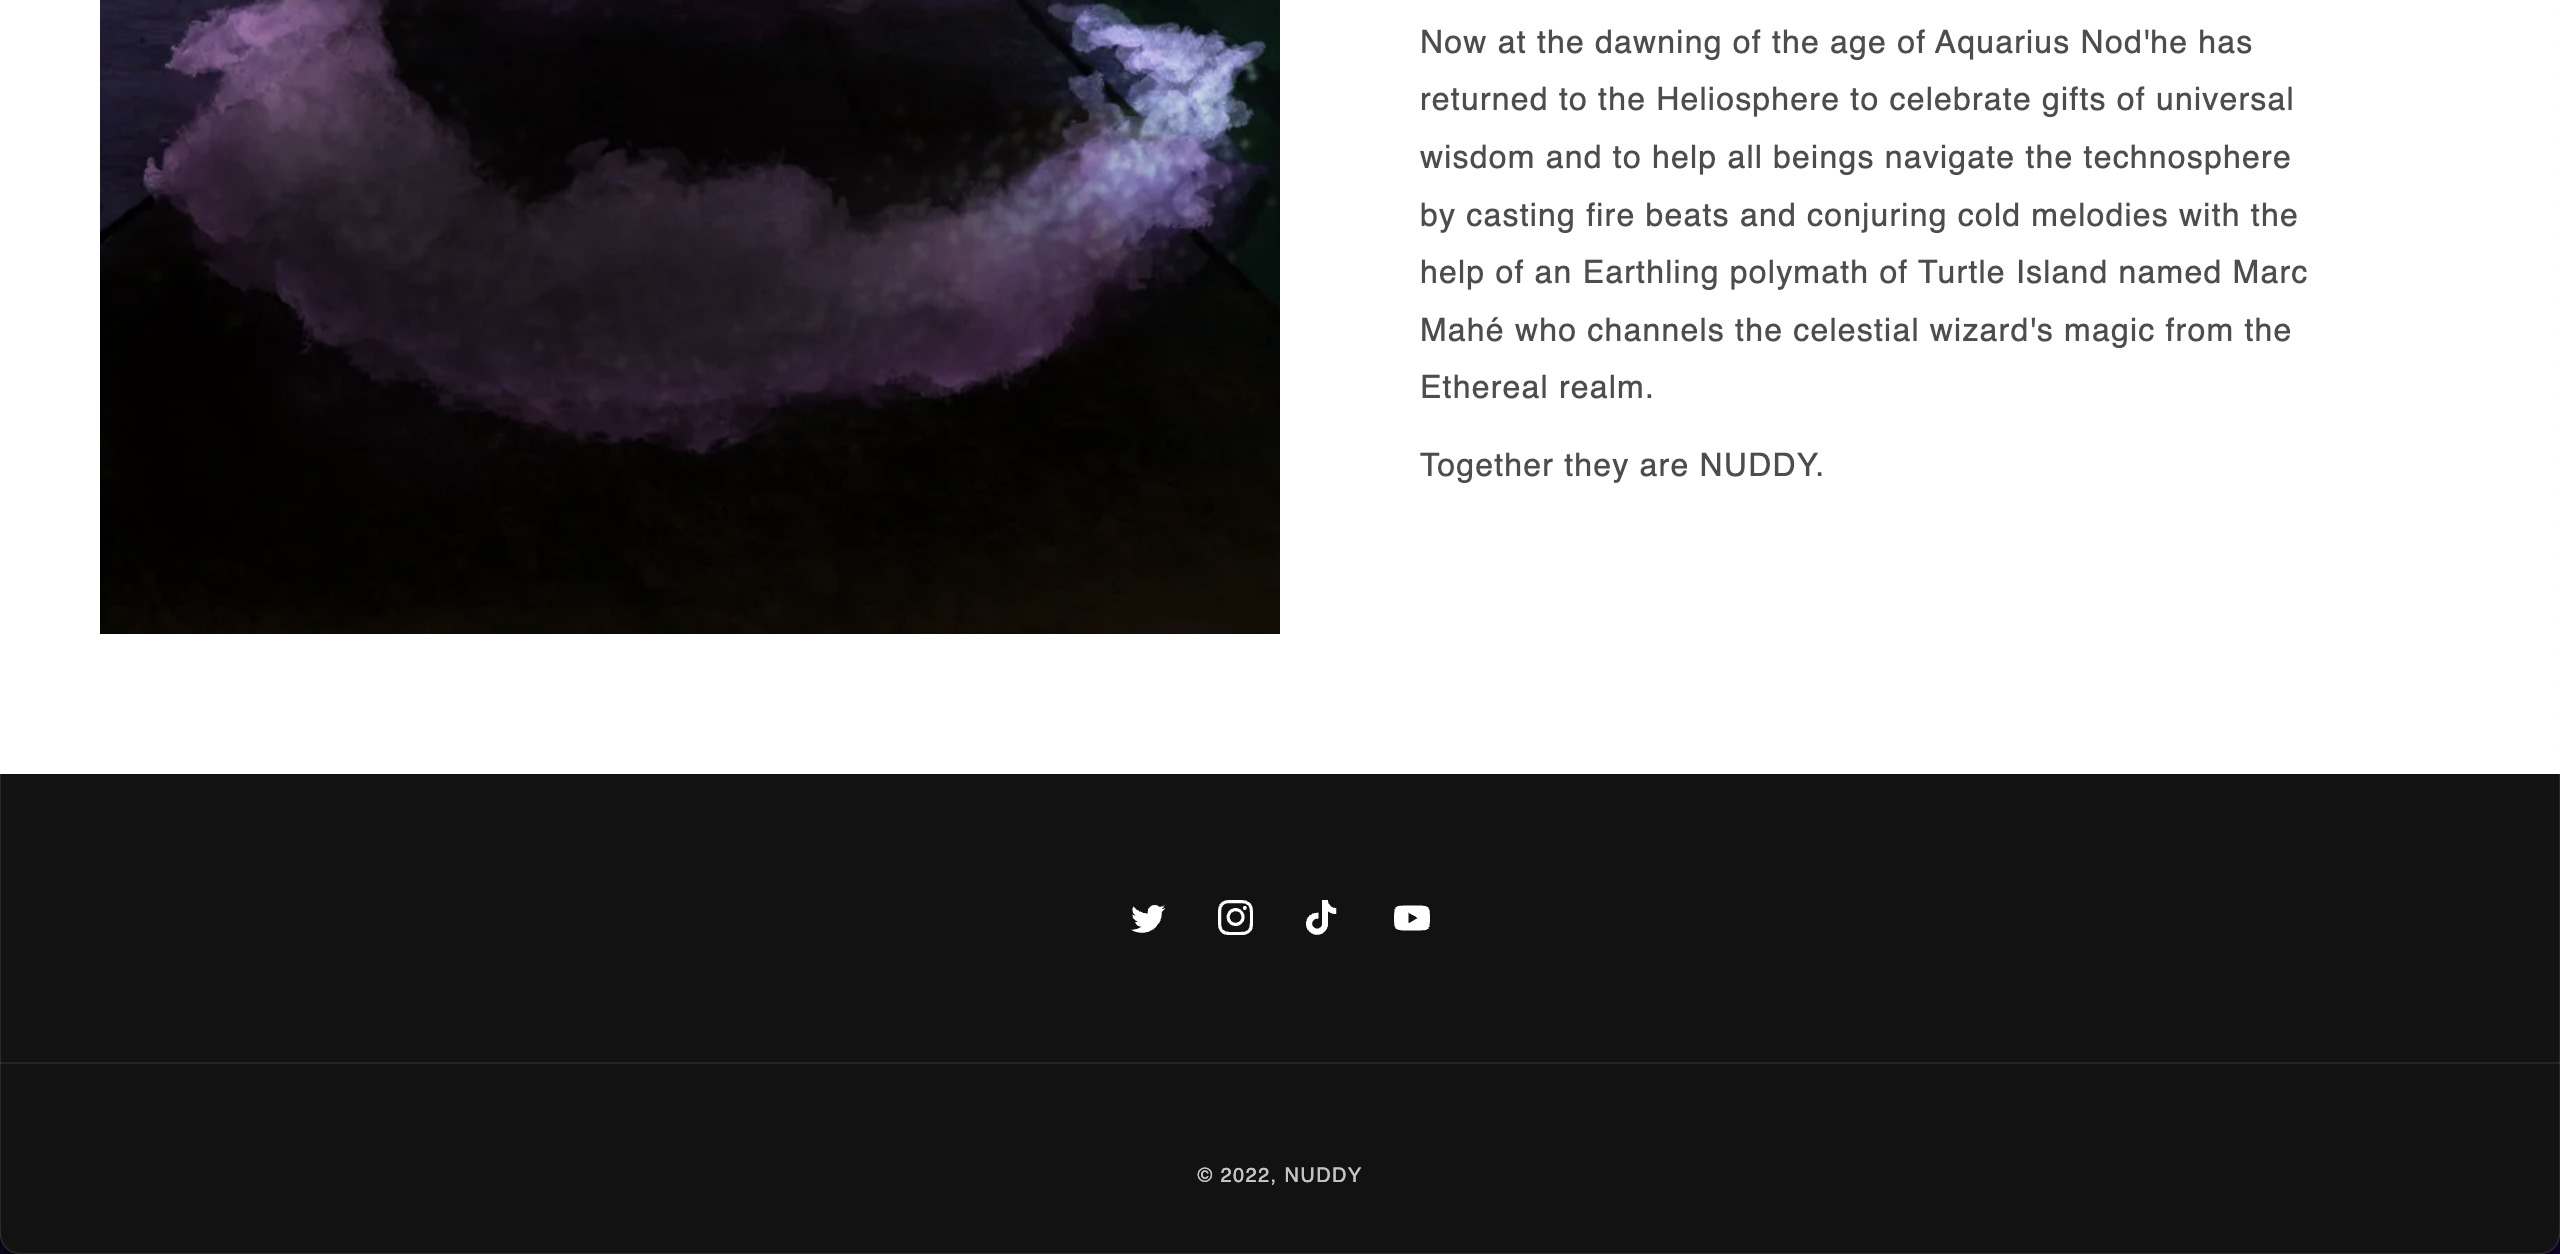 Now at the dawning of the age of Aquarius Nod'he has
returned to the Heliosphere to celebrate gifts of universal
wisdom and to help all beings navigate the technosphere
by casting fire beats and conjuring cold melodies with the
help of an Earthling polymath of Turtle Island named Marc
Mahé who channels the celestial wizard's magic from the
Ethereal realm.
Together they are NUDDY.
© 2022, NUDDY